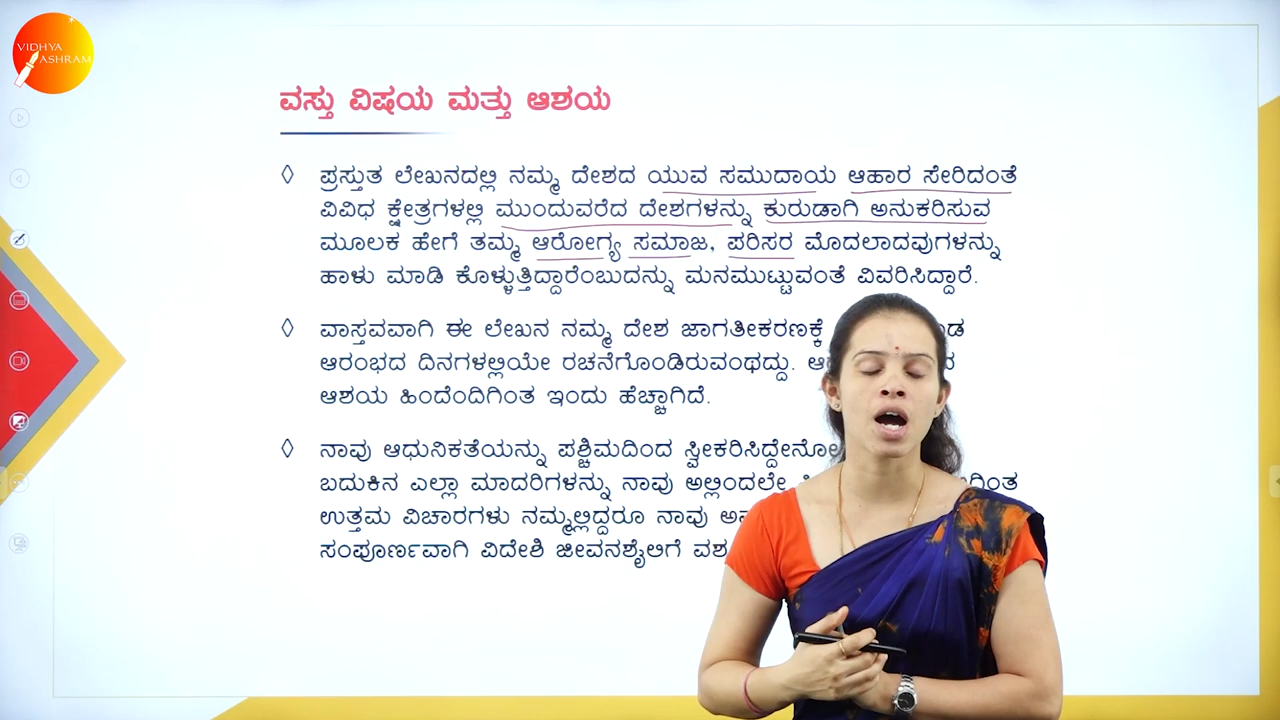 VIDHYA
ASHRAM
ವಸ್ತು ವಿಷಯ ಮತ್ತು ಆಶಯ
◊ ಪ್ರಸ್ತುತ ಲೇಖನದಲ್ಲಿ ನಮ್ಮ ದೇಶದ ಯುವ ಸಮುದಾಯ ಆಹಾರ ಸೇರಿದಂತೆ
ವಿವಿಧ ಕ್ಷೇತ್ರಗಳಲ್ಲಿ ಮುಂದುವರೆದ ದೇಶಗಳನ್ನು ಕುರುಡಾಗಿ ಅನುಕರಿಸುವ
ಮೂಲಕ ಹೇಗೆ ತಮ್ಮ ಆರೋಗ್ಯ ಸಮಾಜ, ಪರಿಸರ ಮೊದಲಾದವುಗಳನ್ನು
ಹಾಳು ಮಾಡಿ ಕೊಳ್ಳುತ್ತಿದ್ದಾರೆಂಬುದನ್ನು ಮನಮುಟ್ಟುವಂತೆ ವಿವರಿಸಿದ್ದಾರೆ.
◊ ವಾಸ್ತವವಾಗಿ ಈ ಲೇಖನ ನಮ್ಮ ದೇಶ ಜಾಗತೀಕರಣಕ್ಕೆ
ಆರಂಭದ ದಿನಗಳಲ್ಲಿಯೇ ರಚನೆಗೊಂಡಿರುವಂಥದ್ದು.
ಆಶಯ ಹಿಂದೆಂದಿಗಿಂತ ಇಂದು ಹೆಚ್ಚಾಗಿದೆ.
◊ ನಾವು ಆಧುನಿಕತೆಯನ್ನು ಪಶ್ಚಿಮದಿಂದ
ಬದುಕಿನ ಎಲ್ಲಾ ಮಾದರಿಗಳನ್ನು ನಾವು ಅಲ್ಲಿಂದಲೇ
ಉತ್ತಮ ವಿಚಾರಗಳು ನಮ್ಮಲ್ಲಿದ್ದರೂ ನಾವು
ಸಂಪೂರ್ಣವಾಗಿ ವಿದೇಶಿ ಜೀವನಶೈಲಿಗೆ